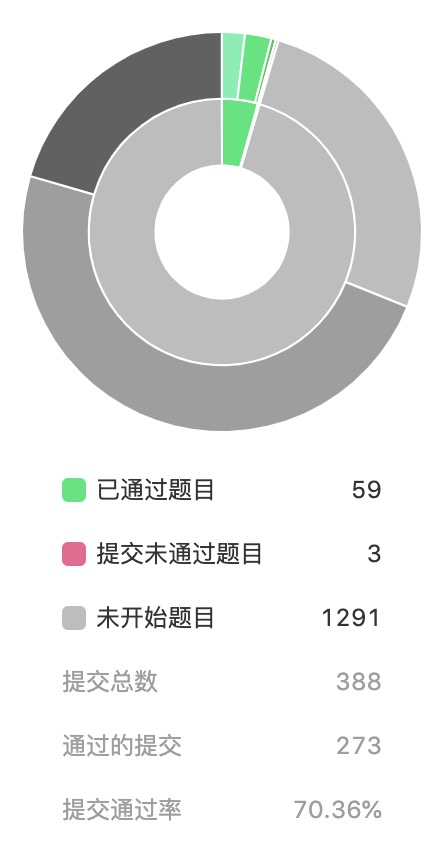 已通过题目 59
提交未通过题目 3
未开始题目 1291
提交总数 388
通过的提交 273
提交通过率 70.36%